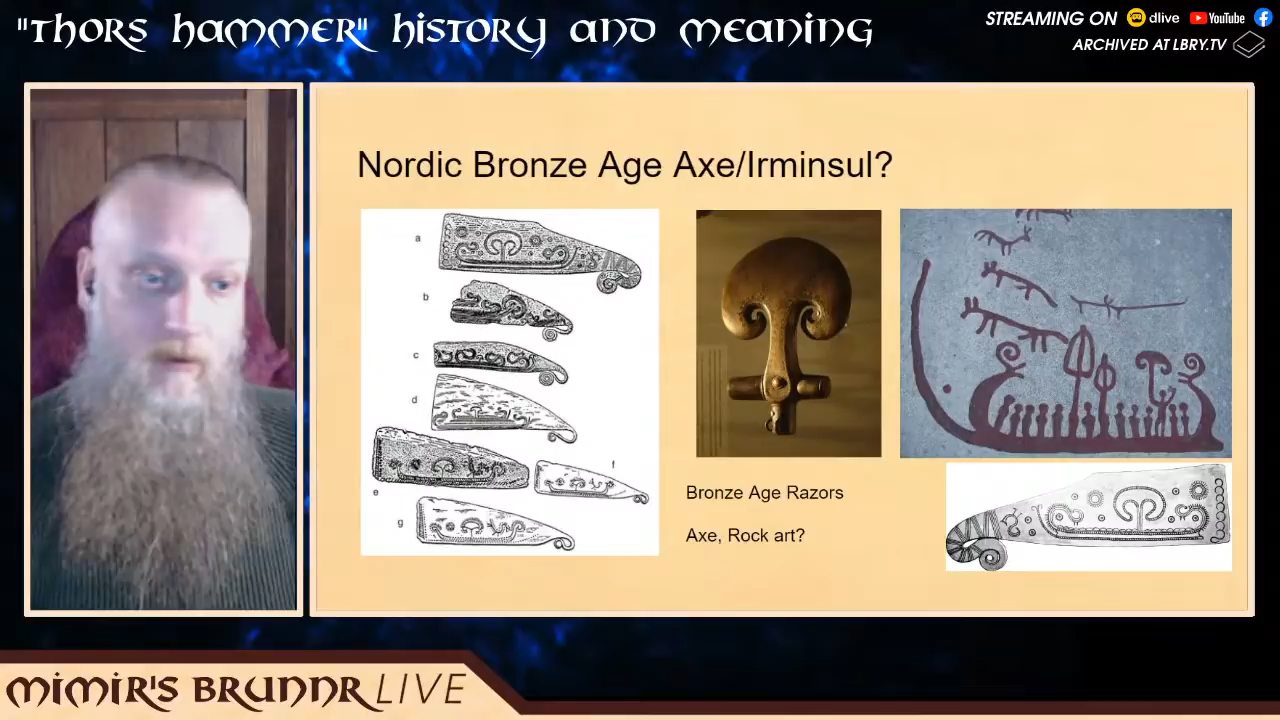 "Thors hammer" history and meaning
STREAMING ON dlive YouTube
ARCHIVED AT LBRY.TV
Nordic Bronze Age Axe/Irminsul?
a
b
c
d
e
f
g
Bronze Age Razors
Axe, Rock art?
MIMIR'S BRUNNR LIVE